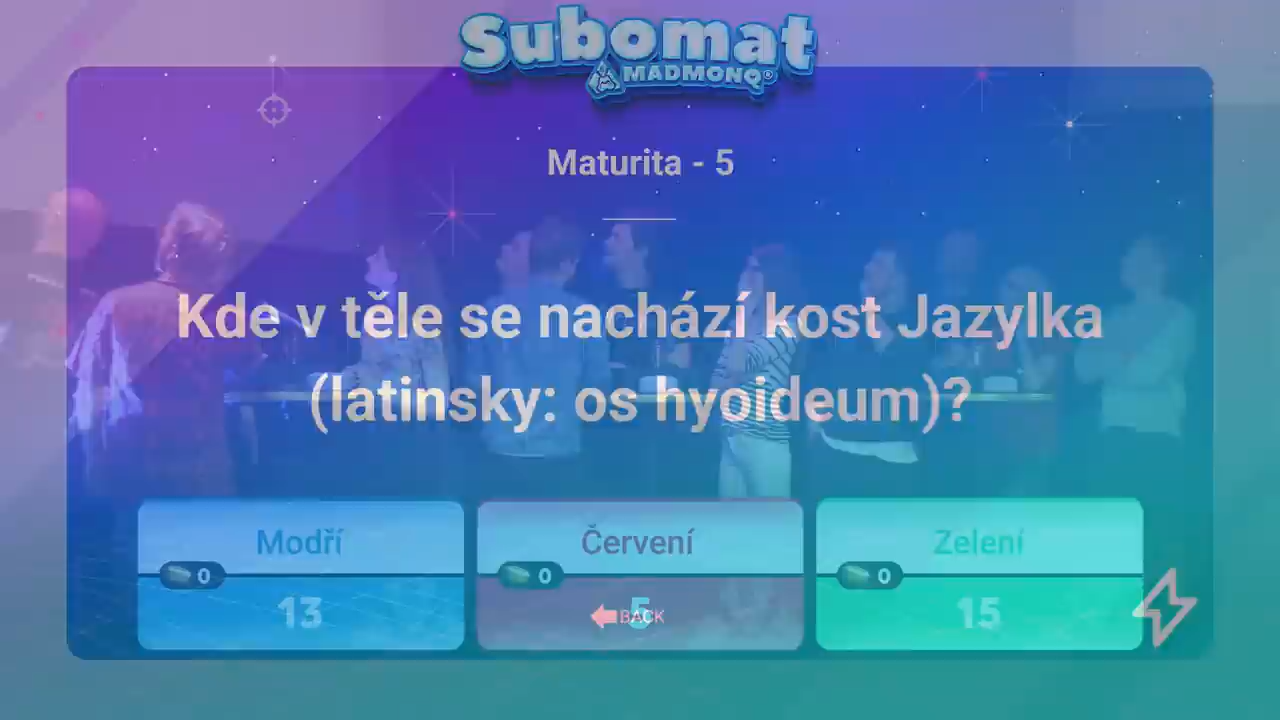 Subomat
MADMONQ®
Maturita - 5
Kde v těle se nachází kost Jazylka
(latinsky: os hyoideum)?
Modří
Červení
Zelení
0
0
0
13
5
15
BACK